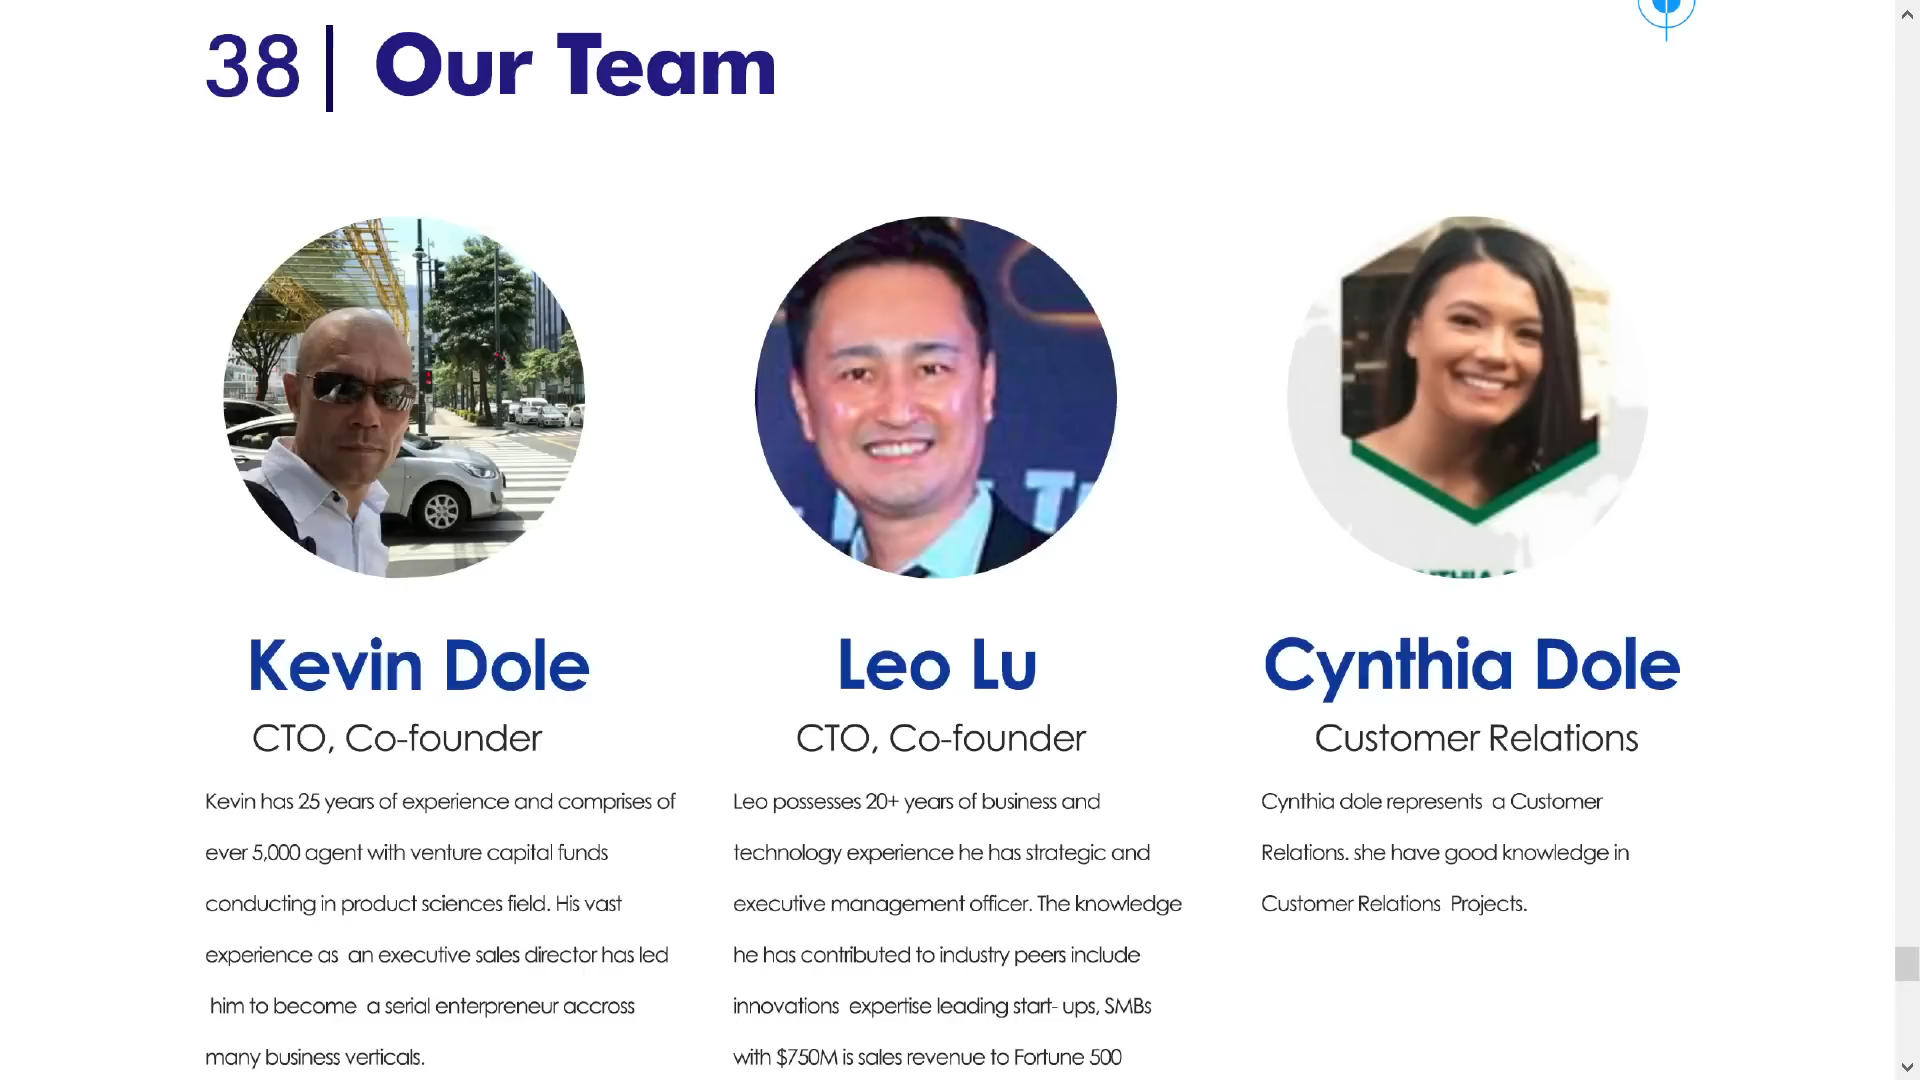 38 | Our Team
Kevin Dole
CTO, Co-founder
Kevin has 25 years of experience and comprises of
ever 5,000 agent with venture capital funds
conducting in product sciences field. His vast
experience as an executive sales director has led
him to become a serial enterpreneur accross
many business verticals.
Leo Lu
CTO, Co-founder
Leo possesses 20+ years of business and
technology experience he has strategic and
executive management officer. The knowledge
he has contributed to industry peers include
innovations expertise leading start- ups, SMBs
with $750M is sales revenue to Fortune 500
Cynthia Dole
Customer Relations
Cynthia dole represents a Customer
Relations. she have good knowledge in
Customer Relations Projects.